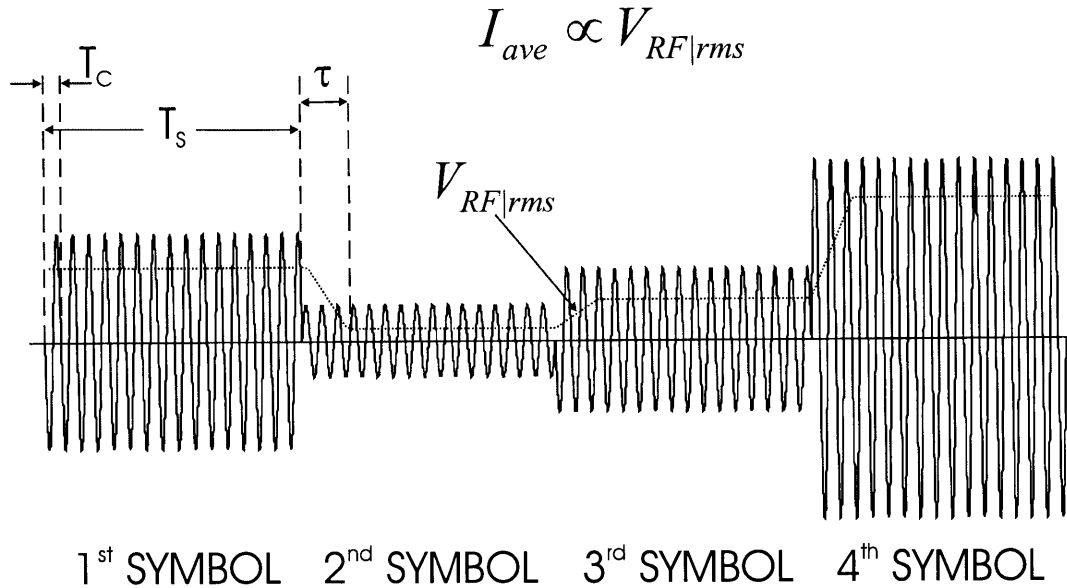 I_ave ∝ V_RF|rms
T_C
τ
T_S
V_RF|rms
1st SYMBOL 2nd SYMBOL 3rd SYMBOL 4th SYMBOL